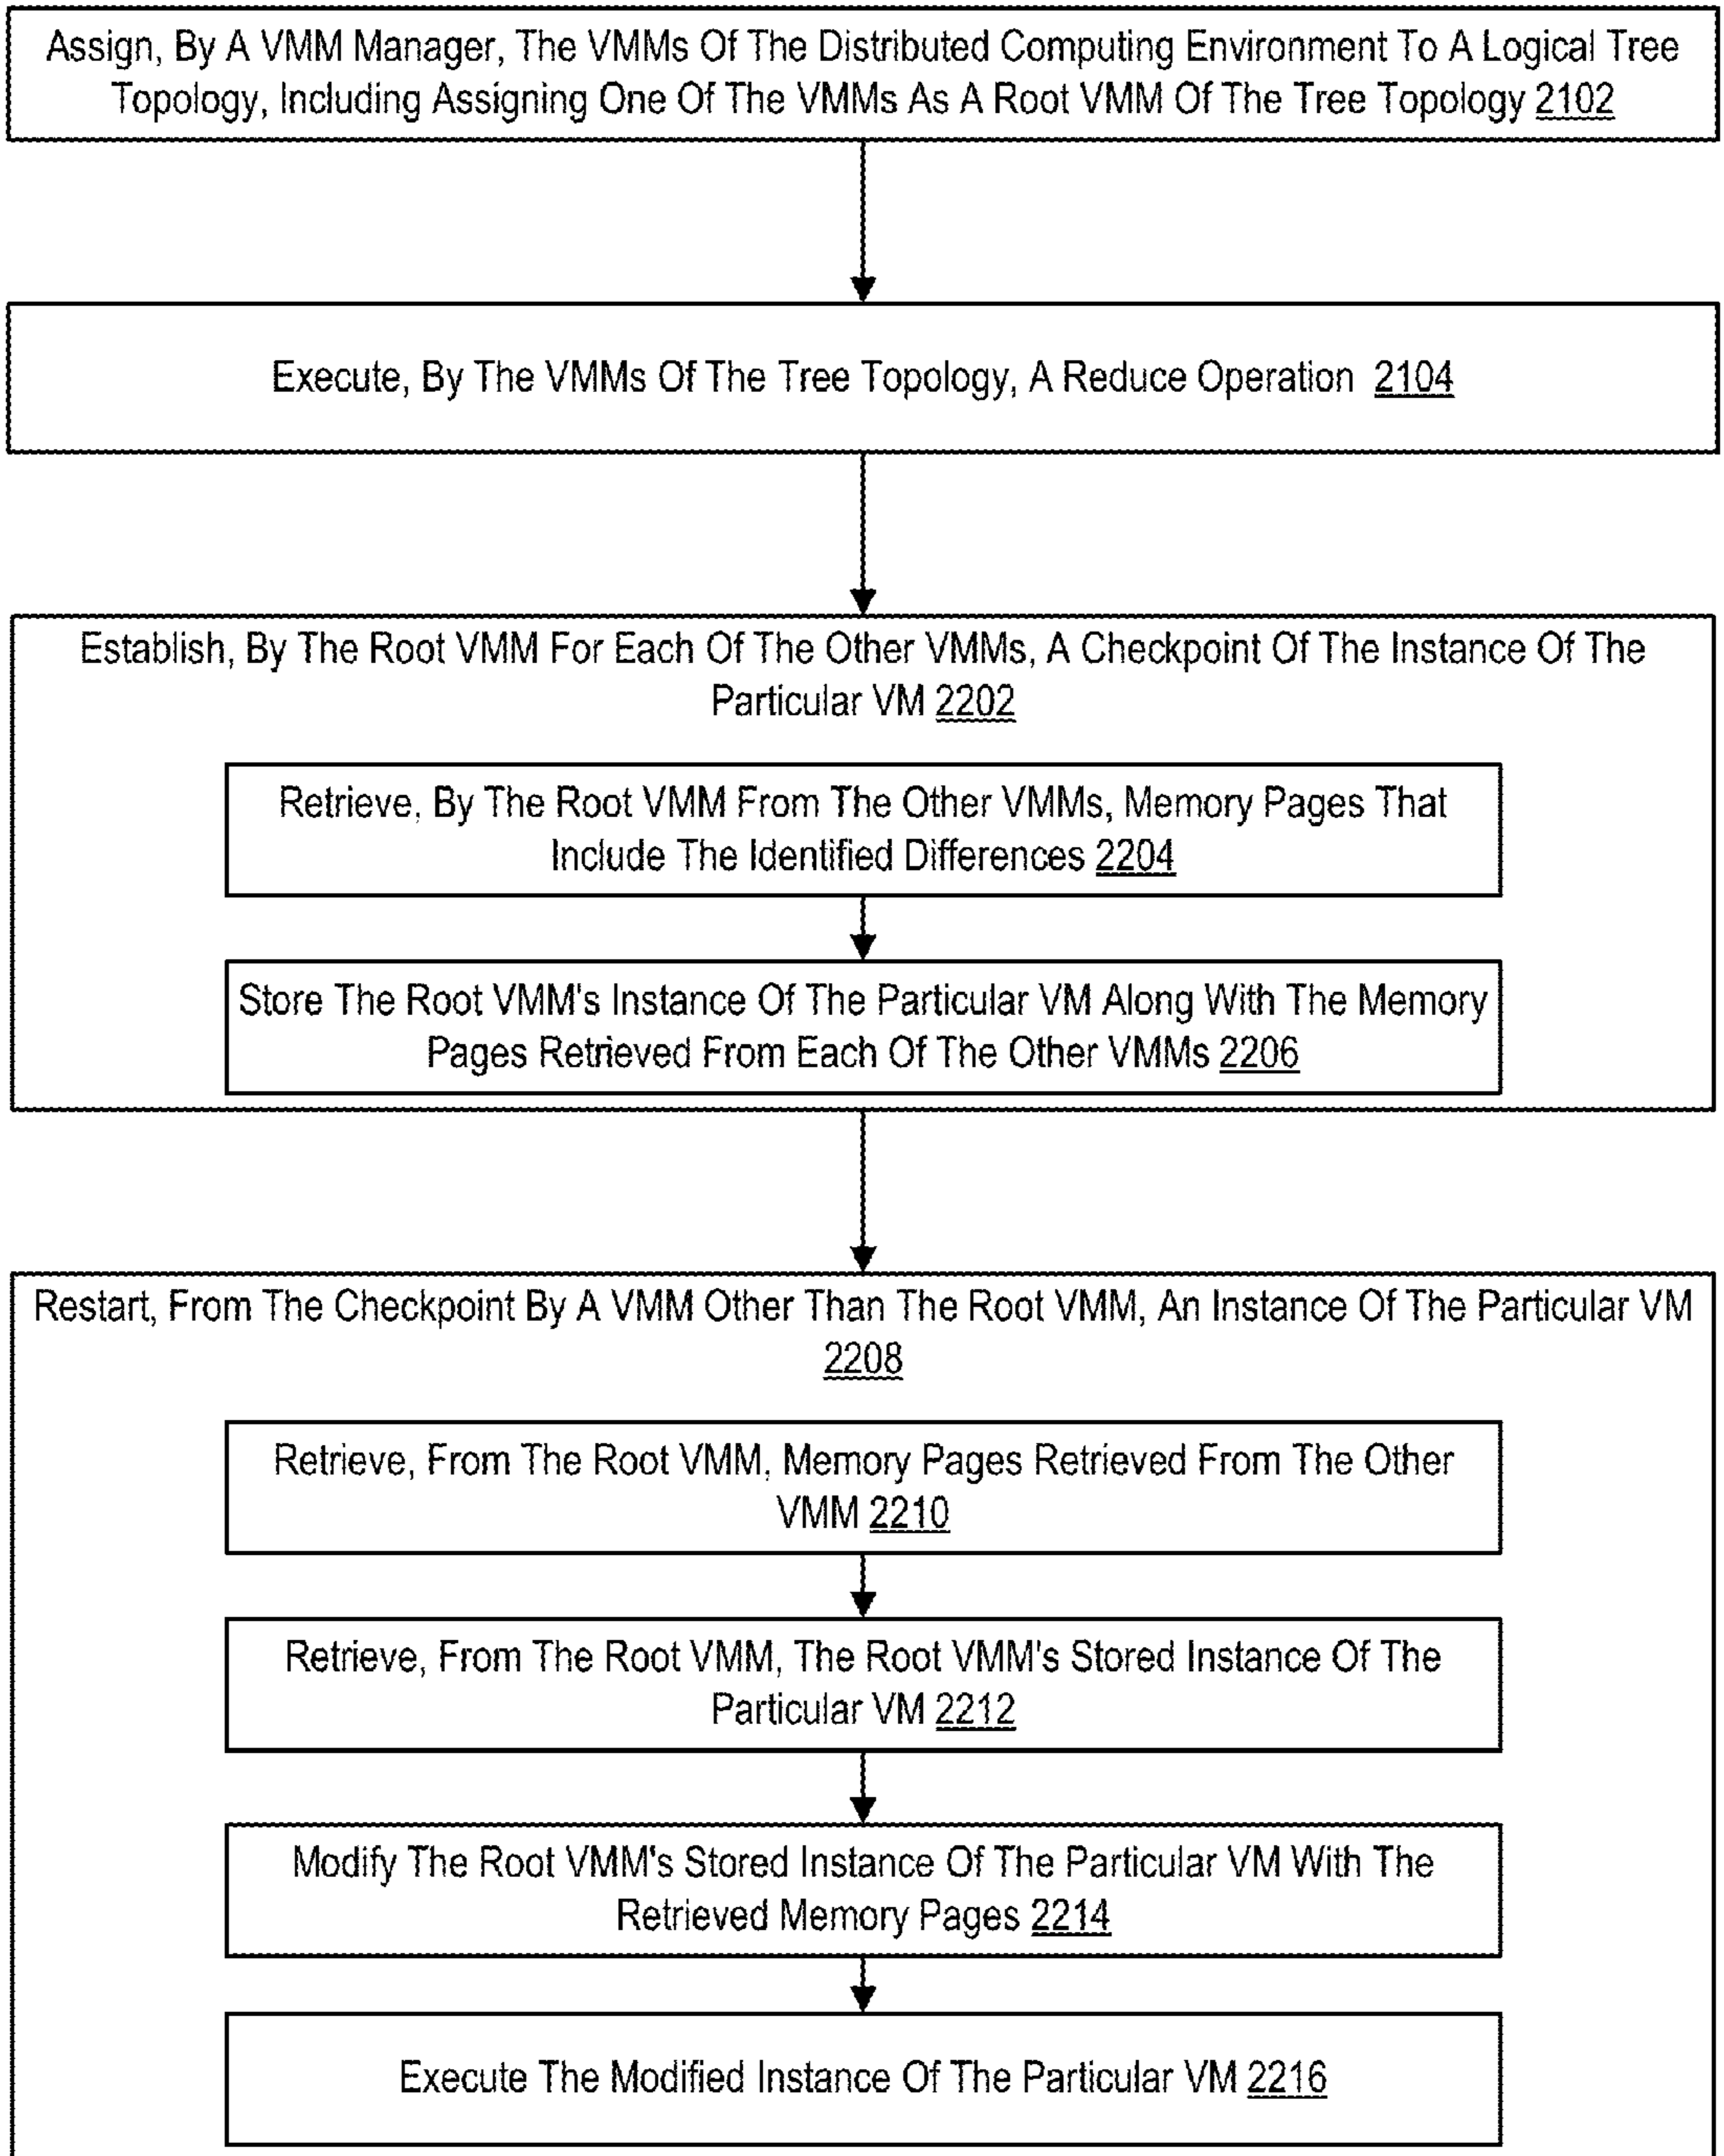 Assign, By A VMM Manager, The VMMs Of The Distributed Computing Environment To A Logical Tree
Topology, Including Assigning One Of The VMMs As A Root VMM Of The Tree Topology 2102
Execute, By The VMMs Of The Tree Topology, A Reduce Operation 2104
Establish, By The Root VMM For Each Of The Other VMMs, A Checkpoint Of The Instance Of The
Particular VM 2202
Retrieve, By The Root VMM From The Other VMMs, Memory Pages That
Include The Identified Differences 2204
Store The Root VMM's Instance Of The Particular VM Along With The Memory
Pages Retrieved From Each Of The Other VMMs 2206
Restart, From The Checkpoint By A VMM Other Than The Root VMM, An Instance Of The Particular VM
2208
Retrieve, From The Root VMM, Memory Pages Retrieved From The Other
VMM 2210
Retrieve, From The Root VMM, The Root VMM's Stored Instance Of The
Particular VM 2212
Modify The Root VMM's Stored Instance Of The Particular VM With The
Retrieved Memory Pages 2214
Execute The Modified Instance Of The Particular VM 2216